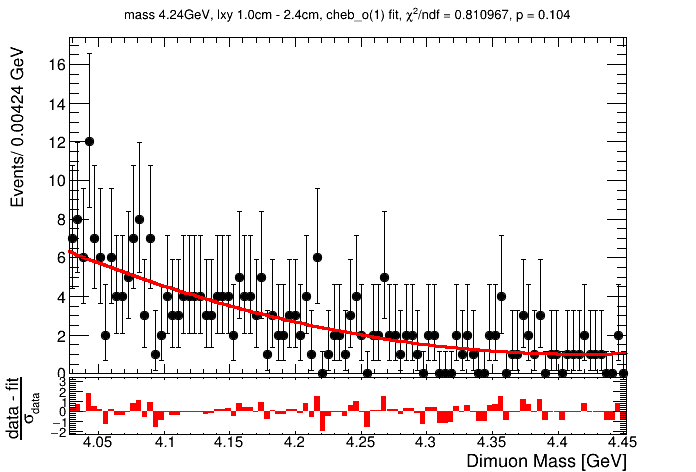 mass 4.24GeV, lxy 1.0cm - 2.4cm, cheb_o(1) fit, χ²/ndf = 0.810967, p = 0.104
Events/ 0.00424 GeV
16
14
12
10
8
6
4
2
0
data - fit
σdata
3
2
1
0
−1
−2
4.05 4.1 4.15 4.2 4.25 4.3 4.35 4.4 4.45
Dimuon Mass [GeV]